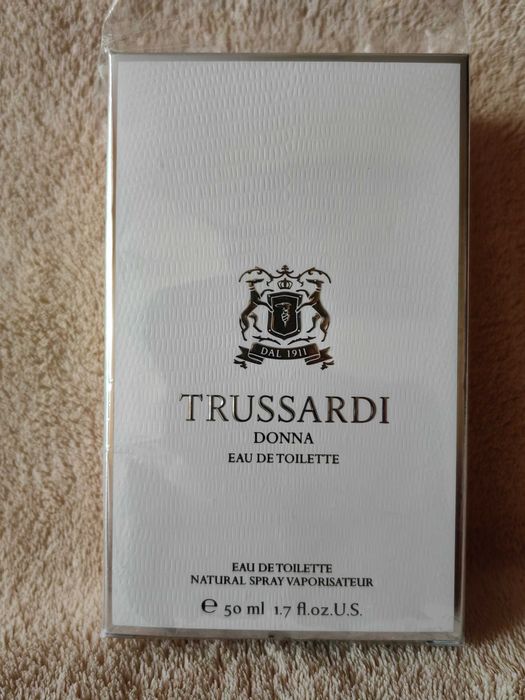 DAL 1911
TRUSSARDI
DONNA
EAU DE TOILETTE
EAU DE TOILETTE
NATURAL SPRAY VAPORISATEUR
e 50 ml 1.7 fl.oz.U.S.